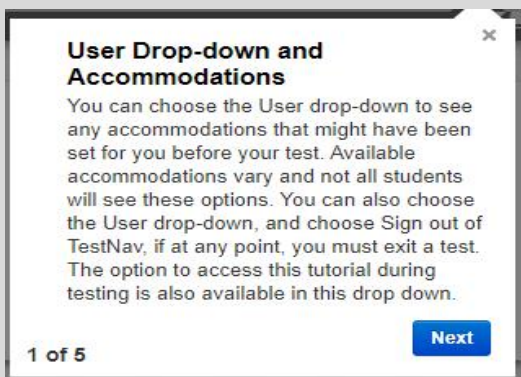 ×
User Drop-down and
Accommodations
You can choose the User drop-down to see
any accommodations that might have been
set for you before your test. Available
accommodations vary and not all students
will see these options. You can also choose
the User drop-down, and choose Sign out of
TestNav, if at any point, you must exit a test.
The option to access this tutorial during
testing is also available in this drop down.
Next
1 of 5